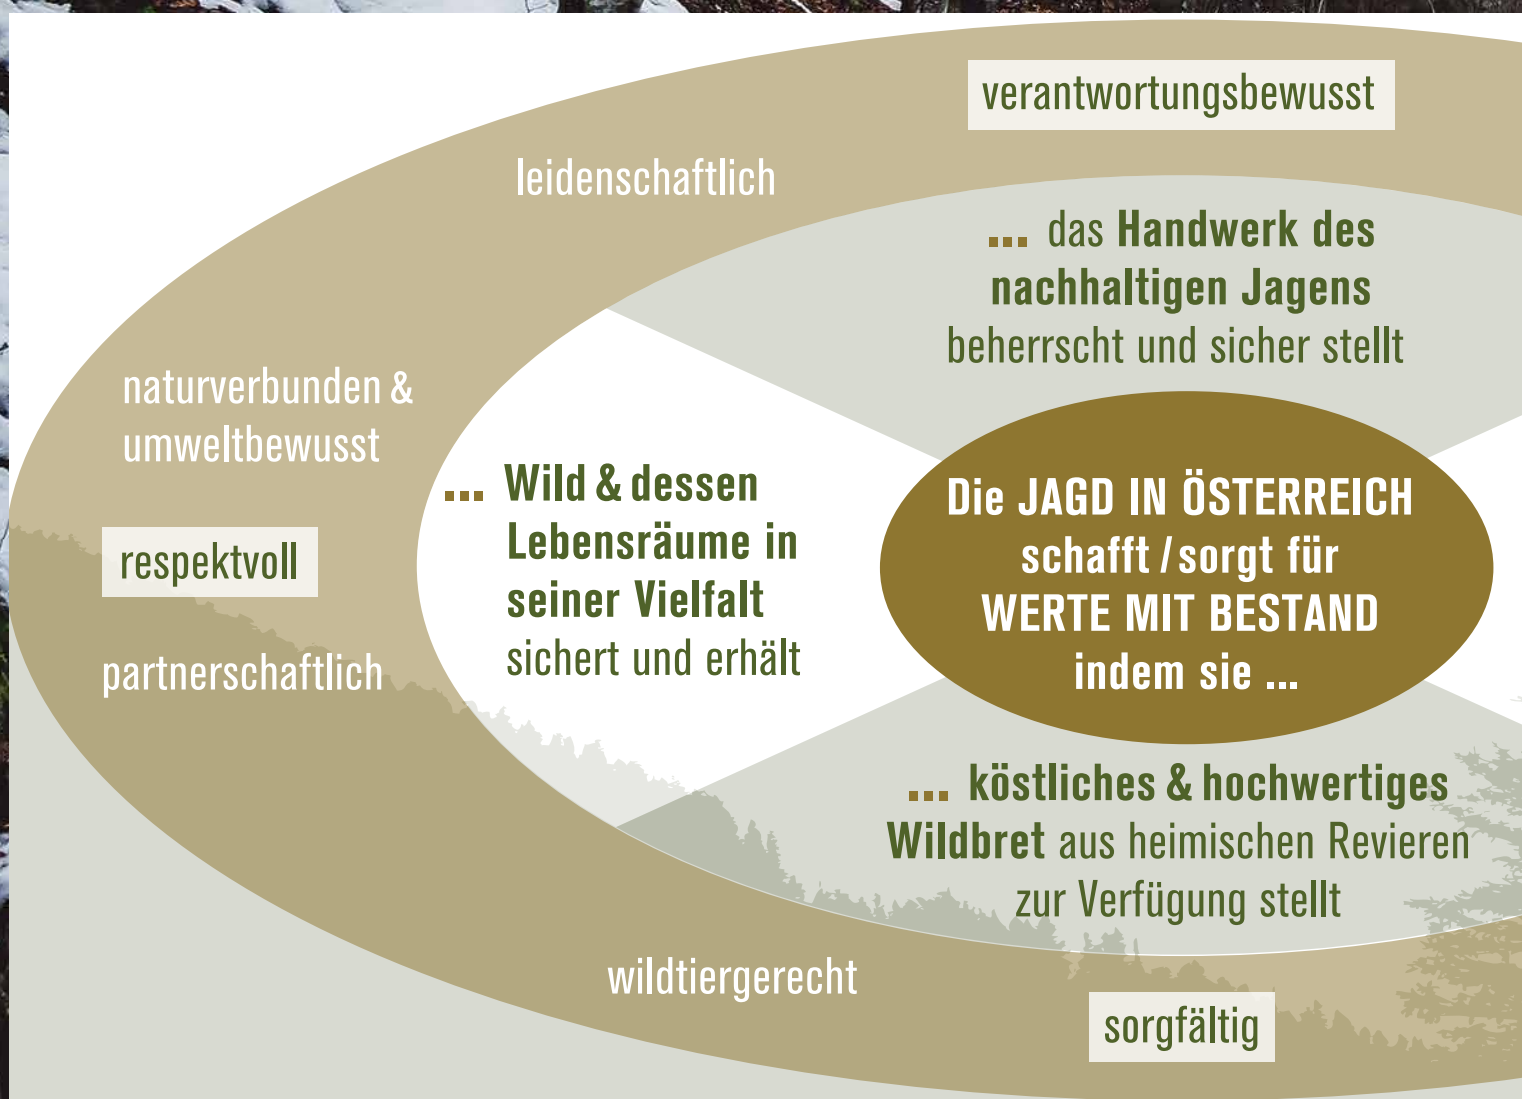 verantwortungsbewusst
leidenschaftlich
... das Handwerk des
nachhaltigen Jagens
beherrscht und sicher stellt
naturverbunden &
umweltbewusst
... Wild & dessen
Lebensräume in
seiner Vielfalt
sichert und erhält
Die JAGD IN ÖSTERREICH
schafft / sorgt für
WERTE MIT BESTAND
indem sie ...
respektvoll
partnerschaftlich
... köstliches & hochwertiges
Wildbret aus heimischen Revieren
zur Verfügung stellt
wildtiergerecht
sorgfältig